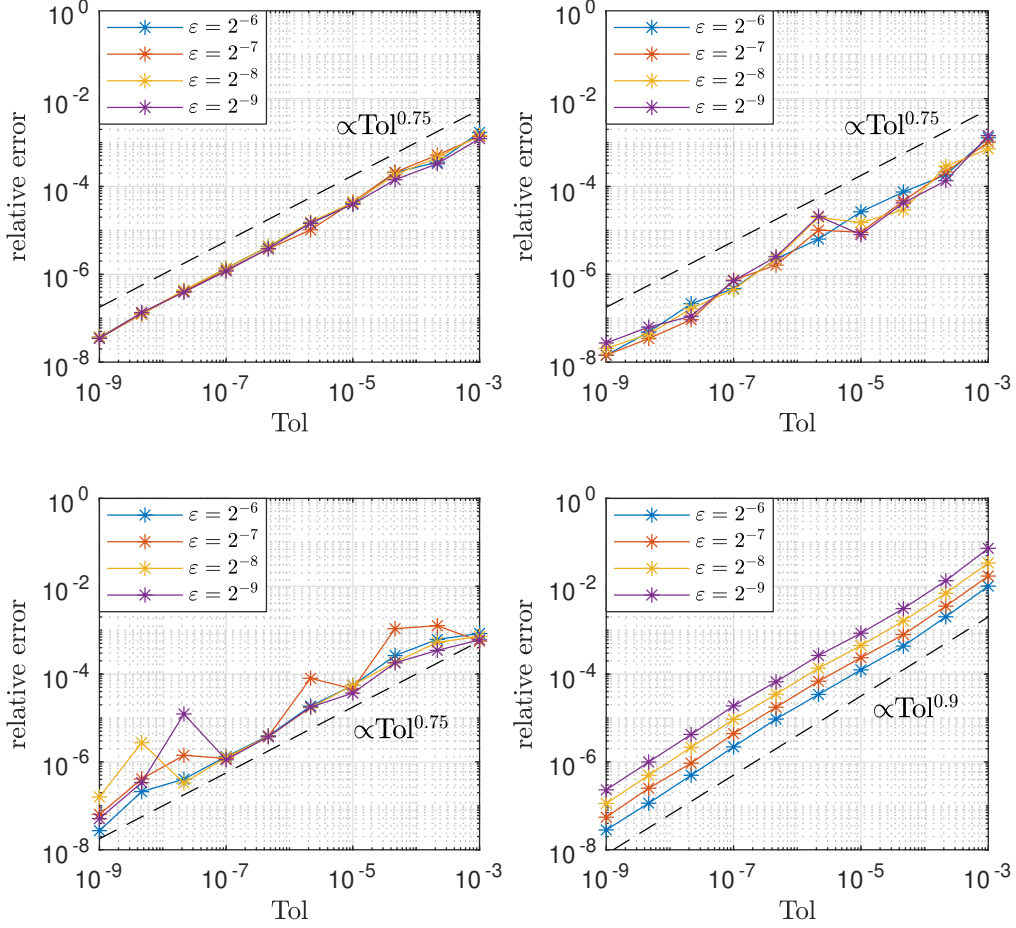 10^0
10^-2
10^-4
10^-6
10^-8
relative error
ε = 2^−6
ε = 2^−7
ε = 2^−8
ε = 2^−9
∝Tol^0.75
10^-9
10^-7
10^-5
10^-3
Tol
10^0
10^-2
10^-4
10^-6
10^-8
relative error
ε = 2^−6
ε = 2^−7
ε = 2^−8
ε = 2^−9
∝Tol^0.75
10^-9
10^-7
10^-5
10^-3
Tol
10^0
10^-2
10^-4
10^-6
10^-8
relative error
ε = 2^−6
ε = 2^−7
ε = 2^−8
ε = 2^−9
∝Tol^0.75
10^-9
10^-7
10^-5
10^-3
Tol
10^0
10^-2
10^-4
10^-6
10^-8
relative error
ε = 2^−6
ε = 2^−7
ε = 2^−8
ε = 2^−9
∝Tol^0.9
10^-9
10^-7
10^-5
10^-3
Tol